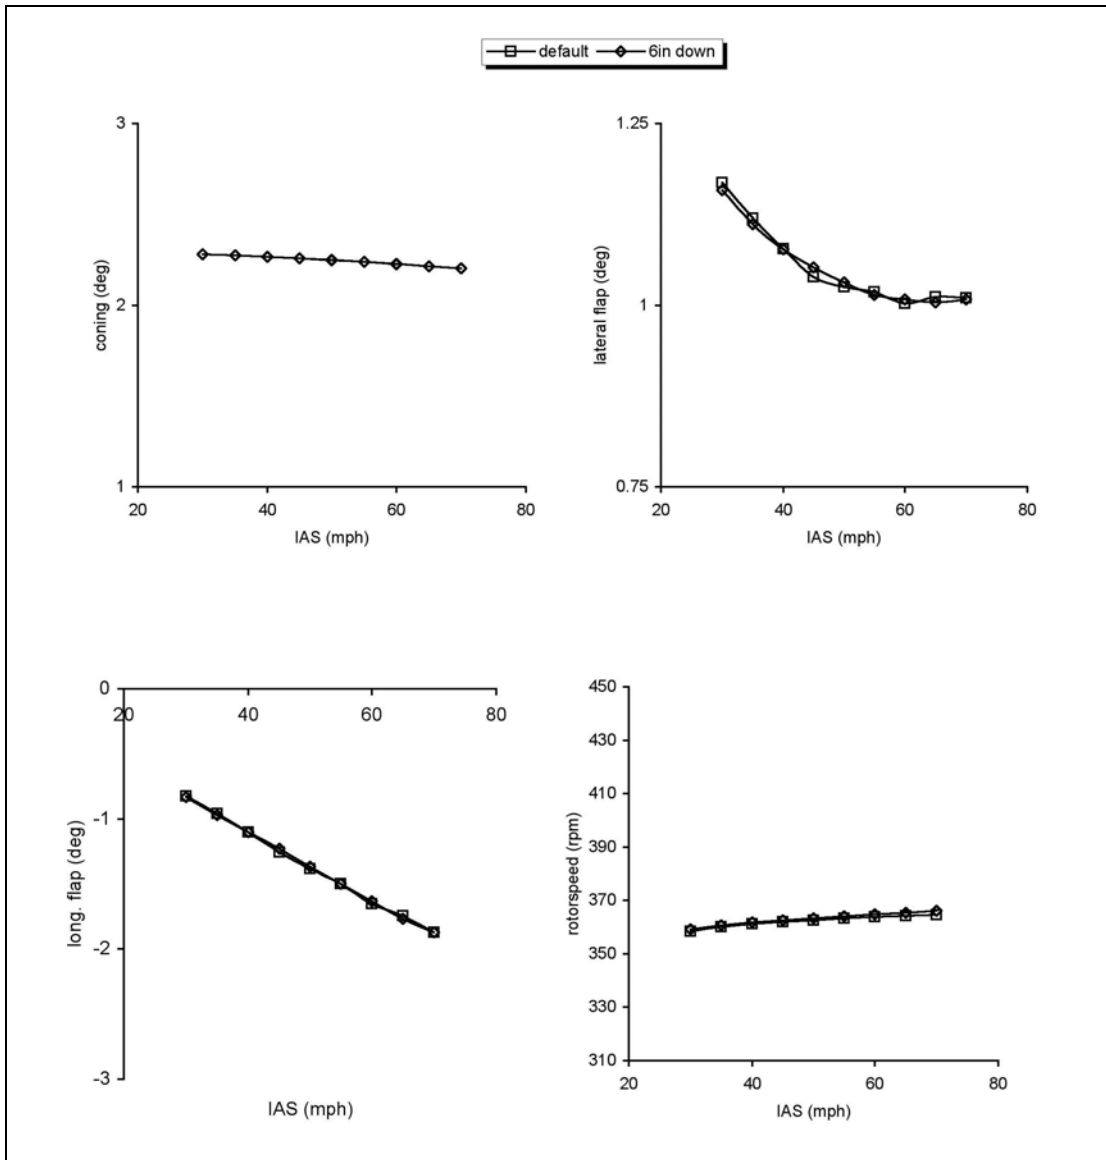 default 6in down
3
2
1
20 40 60 80
coning (deg)
IAS (mph)
1.25
1
0.75
20 40 60 80
lateral flap (deg)
IAS (mph)
0
20 40 60 80
-1
-2
-3
long. flap (deg)
IAS (mph)
450
430
410
390
370
350
330
310
20 40 60 80
rotorspeed (rpm)
IAS (mph)